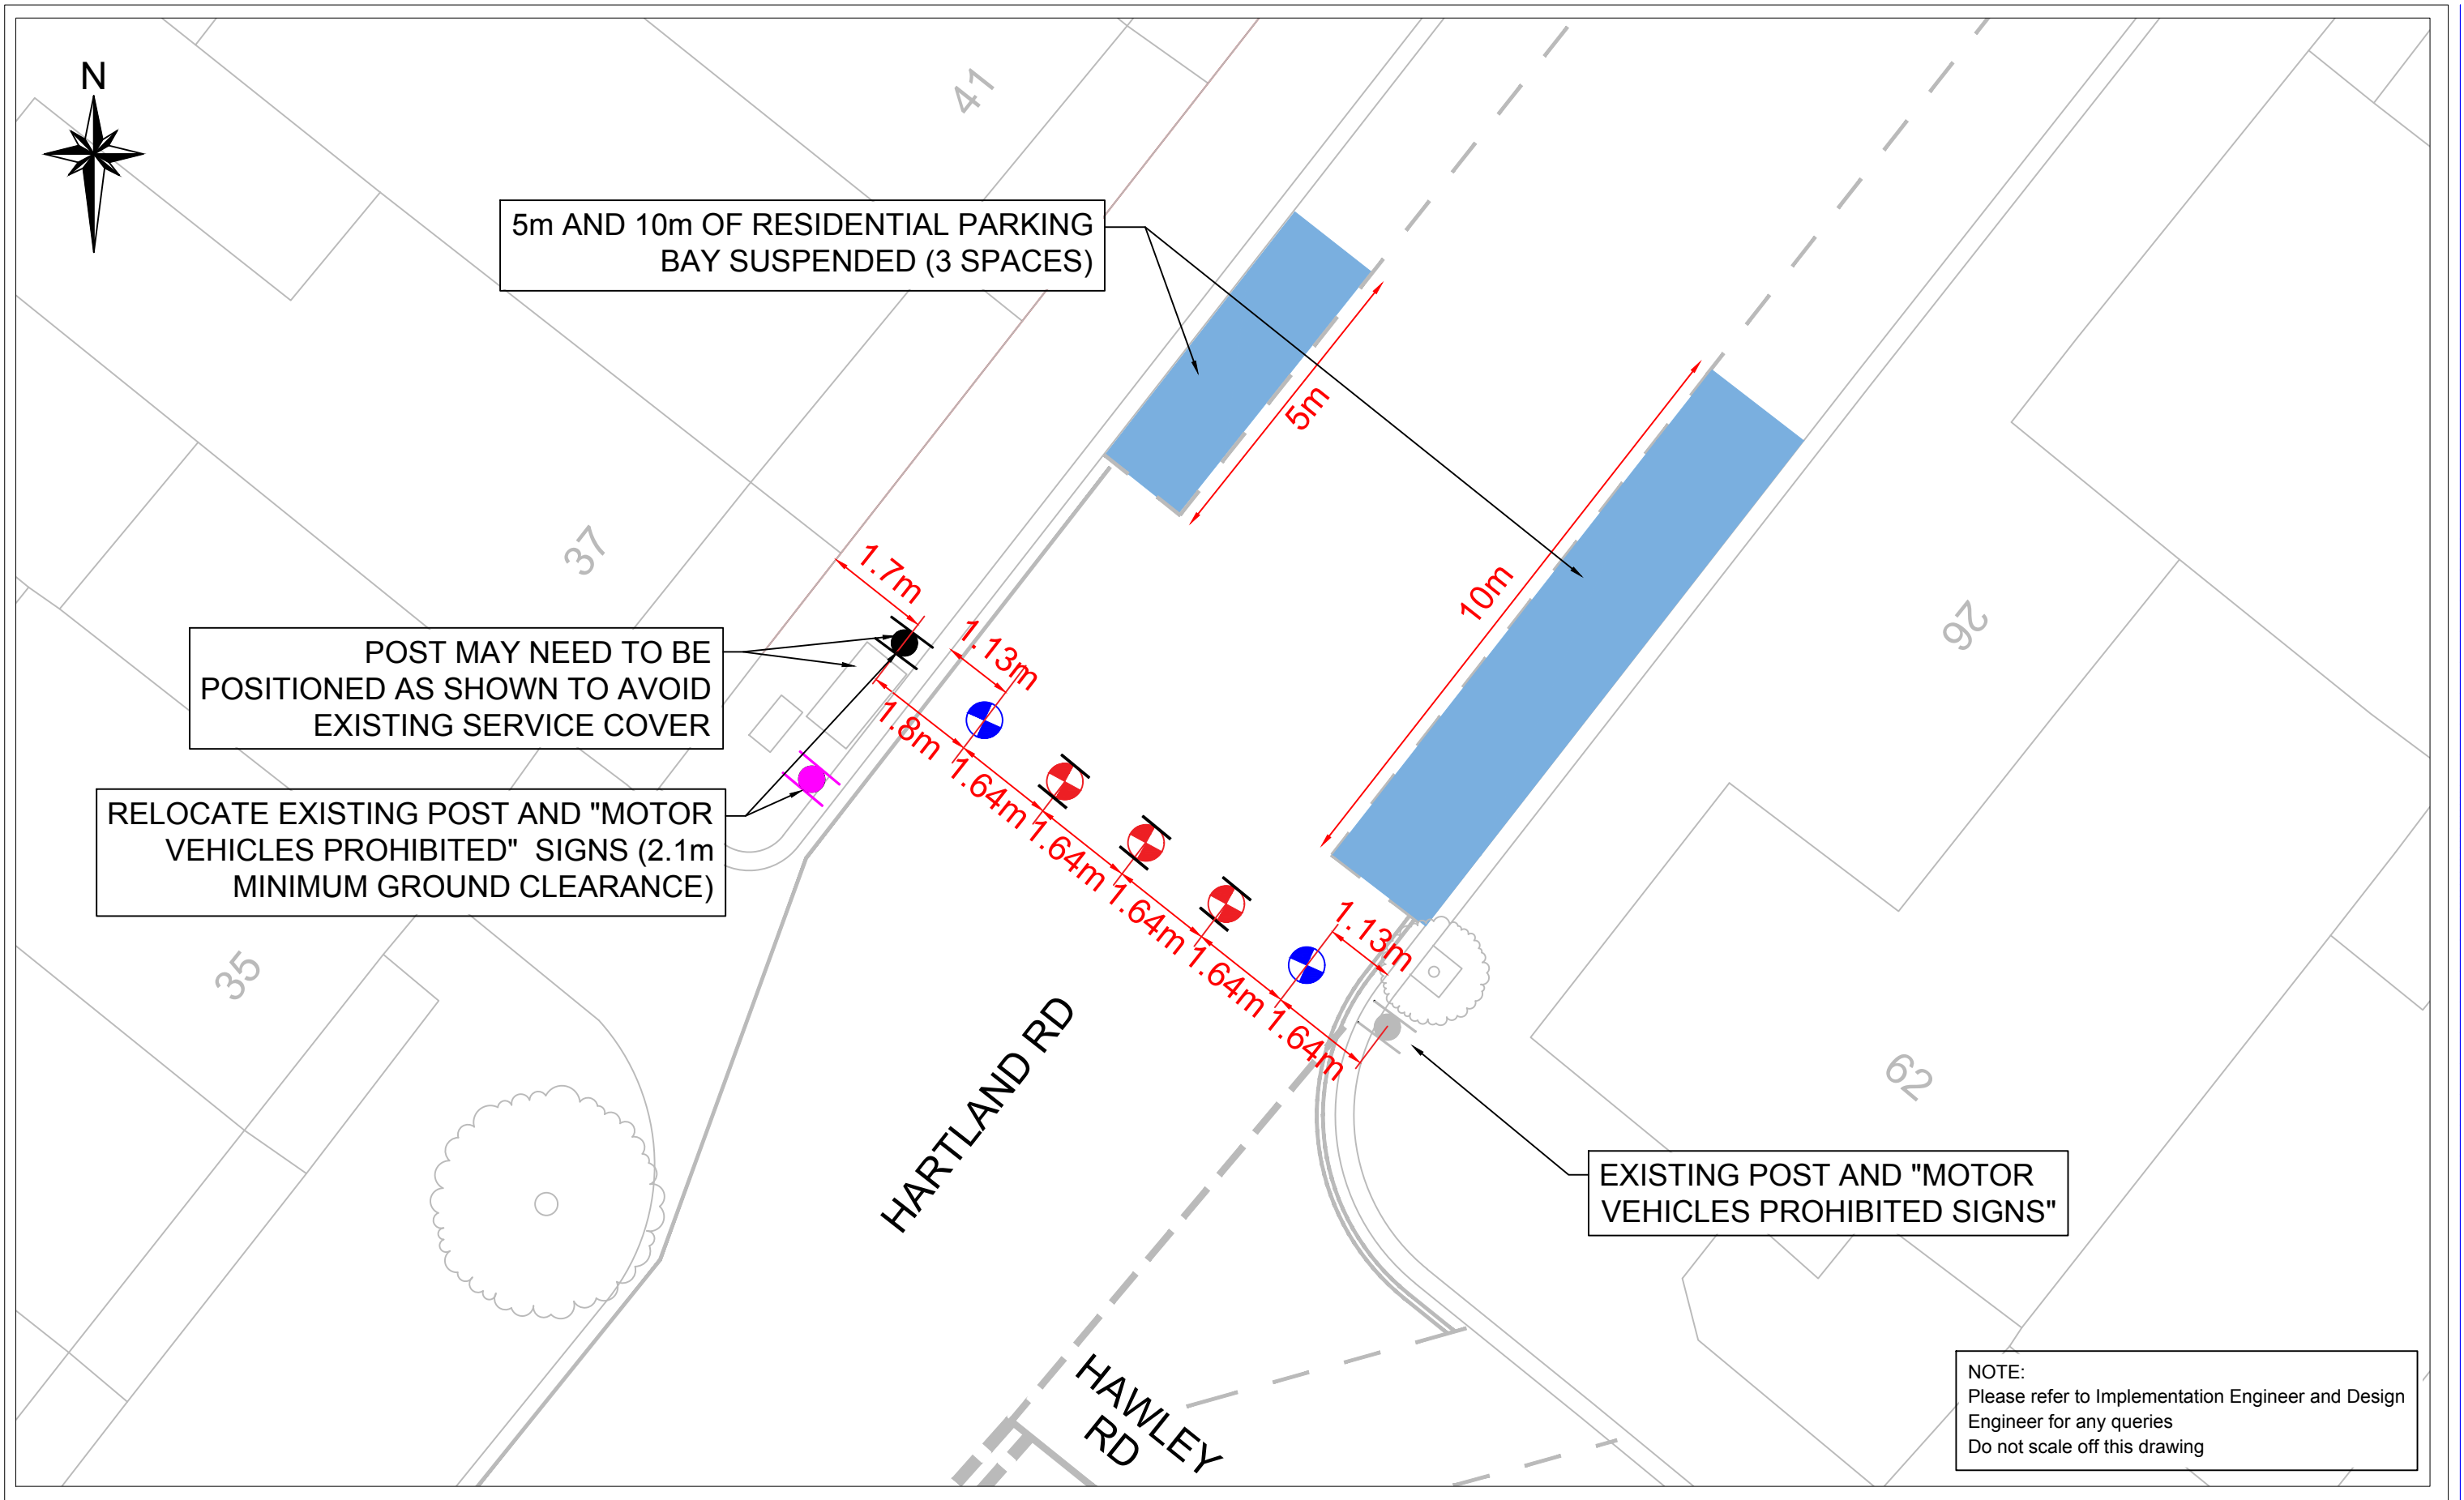 N
41
5m AND 10m OF RESIDENTIAL PARKING
BAY SUSPENDED (3 SPACES)
5m
10m
37
1.7m
26
POST MAY NEED TO BE
POSITIONED AS SHOWN TO AVOID
EXISTING SERVICE COVER
1.13m
1.8m
1.64m
1.64m
1.64m
1.64m
1.64m
1.13m
RELOCATE EXISTING POST AND "MOTOR
VEHICLES PROHIBITED" SIGNS (2.1m
MINIMUM GROUND CLEARANCE)
35
HARTLAND RD
62
EXISTING POST AND "MOTOR
VEHICLES PROHIBITED SIGNS"
HAWLEY
RD
NOTE:
Please refer to Implementation Engineer and Design
Engineer for any queries
Do not scale off this drawing